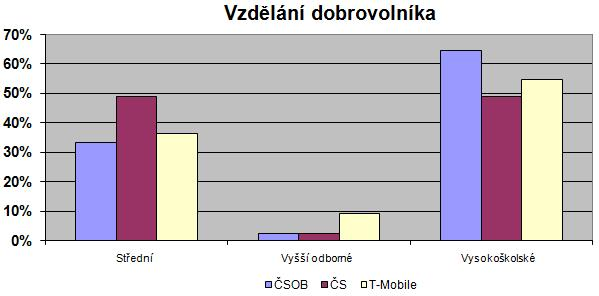 Vzdělání dobrovolníka
70%
60%
50%
40%
30%
20%
10%
0%
Střední Vyšší odborné Vysokoškolské
ČSOB ČS T-Mobile